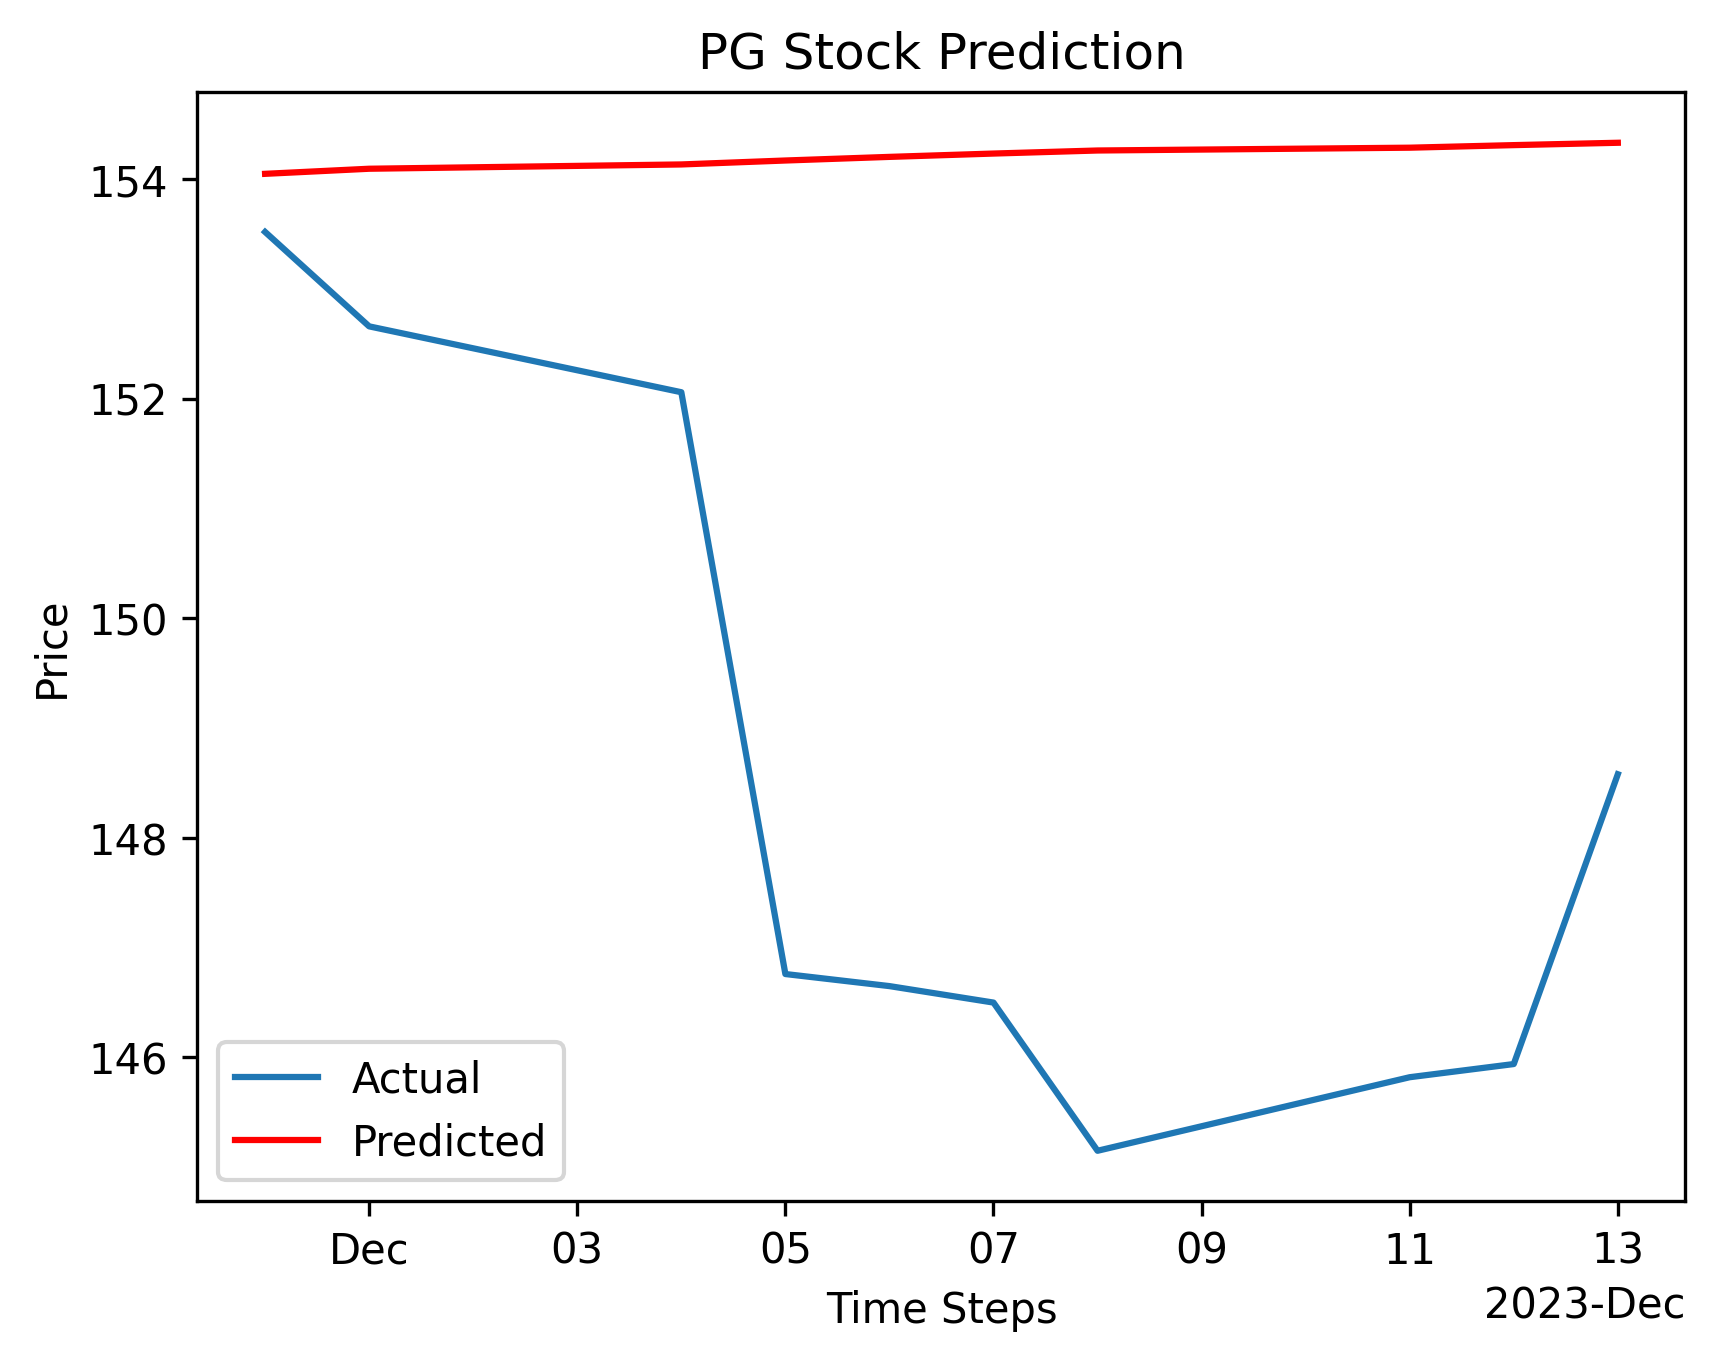 PG Stock Prediction
154
152
150
148
146
Price
Actual
Predicted
Dec 03 05 07 09 11 13
Time Steps
2023-Dec